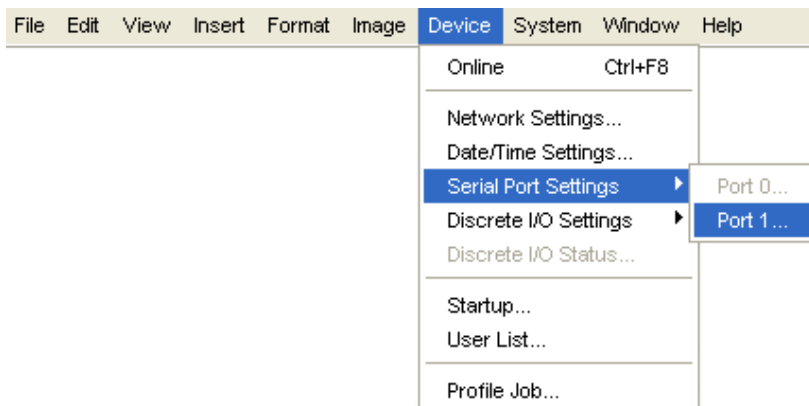 File Edit View Insert Format Image Device System Window Help
Online Ctrl+F8
Network Settings...
Date/Time Settings...
Serial Port Settings
Port 0...
Discrete I/O Settings
Port 1...
Discrete I/O Status...
Startup...
User List...
Profile Job...